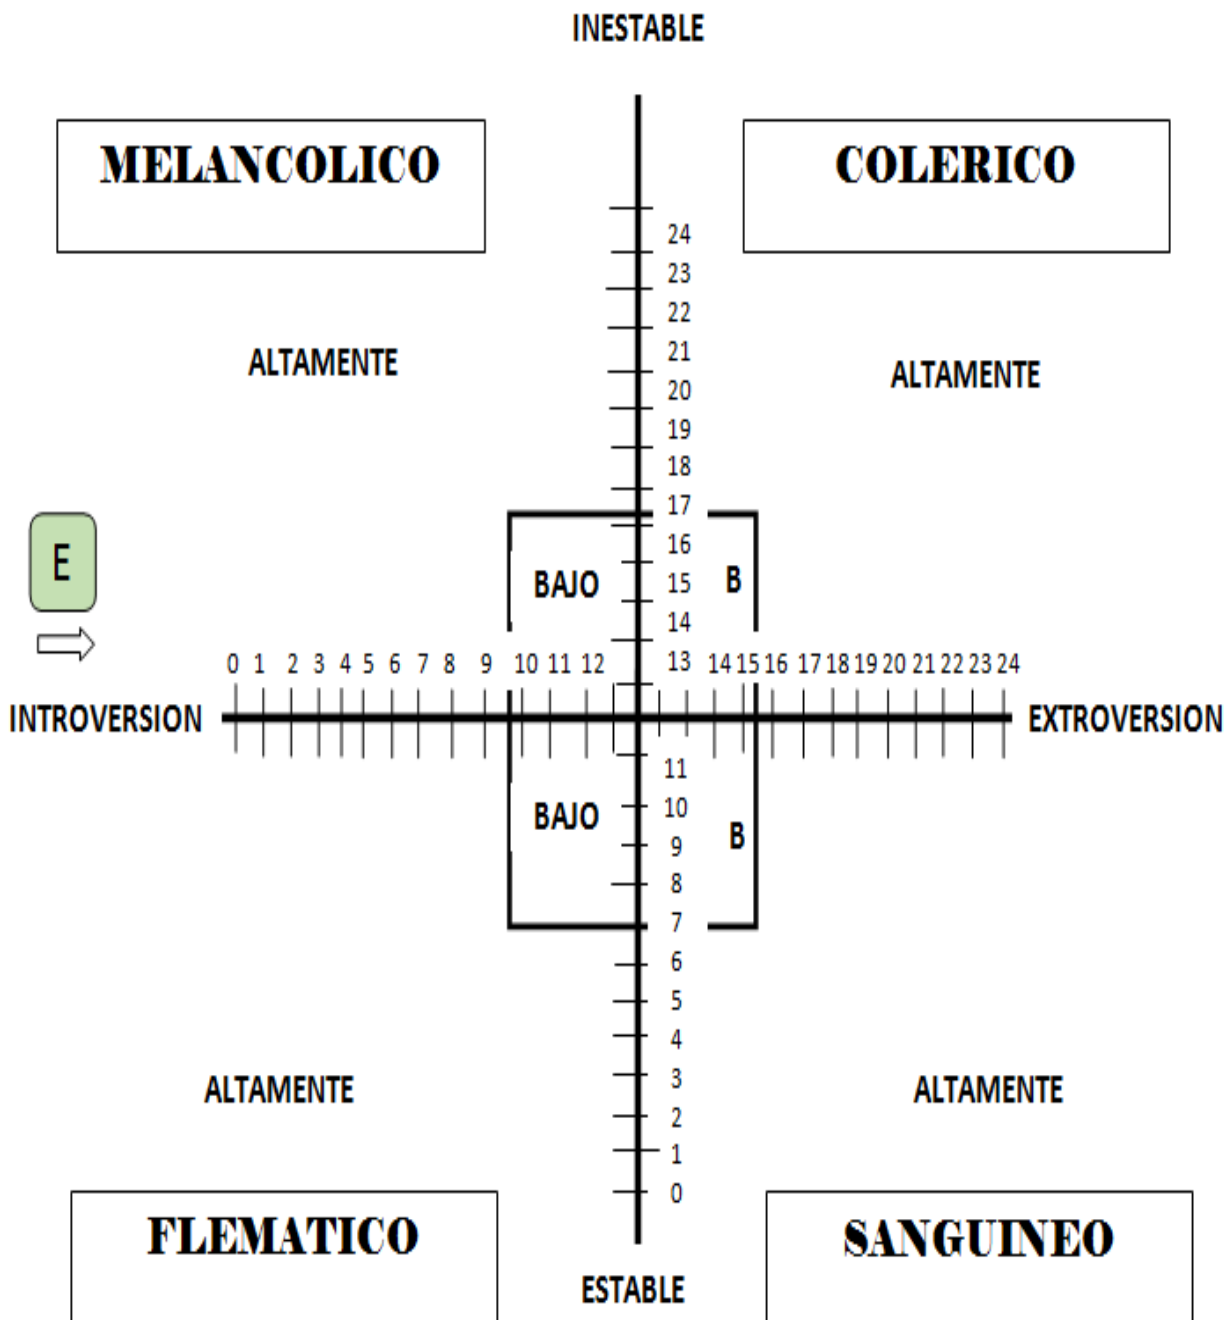 INESTABLE
MELANCOLICO
COLERICO
24
23
22
21
20
19
18
17
16
15
14
13
ALTAMENTE
ALTAMENTE
E
BAJO
B
0 1 2 3 4 5 6 7 8 9 10 11 12 14 15 16 17 18 19 20 21 22 23 24
INTROVERSION
EXTROVERSION
11
10
9
8
7
6
5
4
3
2
1
0
BAJO
B
ALTAMENTE
ALTAMENTE
FLEMATICO
SANGUINEO
ESTABLE